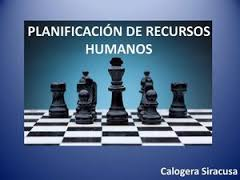 PLANIFICACIÓN DE RECURSOS
HUMANOS
Calogera Siracusa